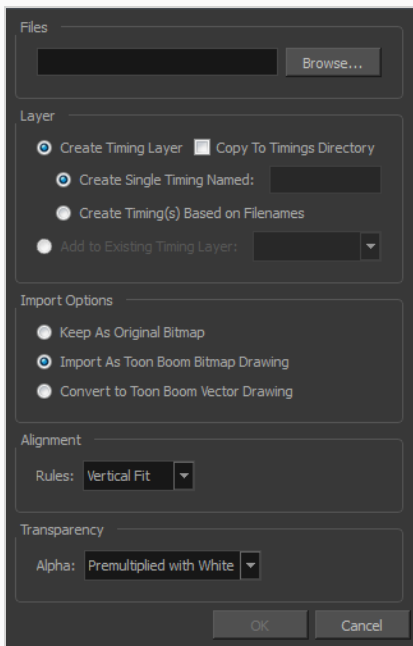 Files
Browse...
Layer
Create Timing Layer Copy To Timings Directory
Create Single Timing Named:
Create Timing(s) Based on Filenames
Add to Existing Timing Layer:
Import Options
Keep As Original Bitmap
Import As Toon Boom Bitmap Drawing
Convert to Toon Boom Vector Drawing
Alignment
Rules: Vertical Fit
Transparency
Alpha: Premultiplied with White
OK Cancel